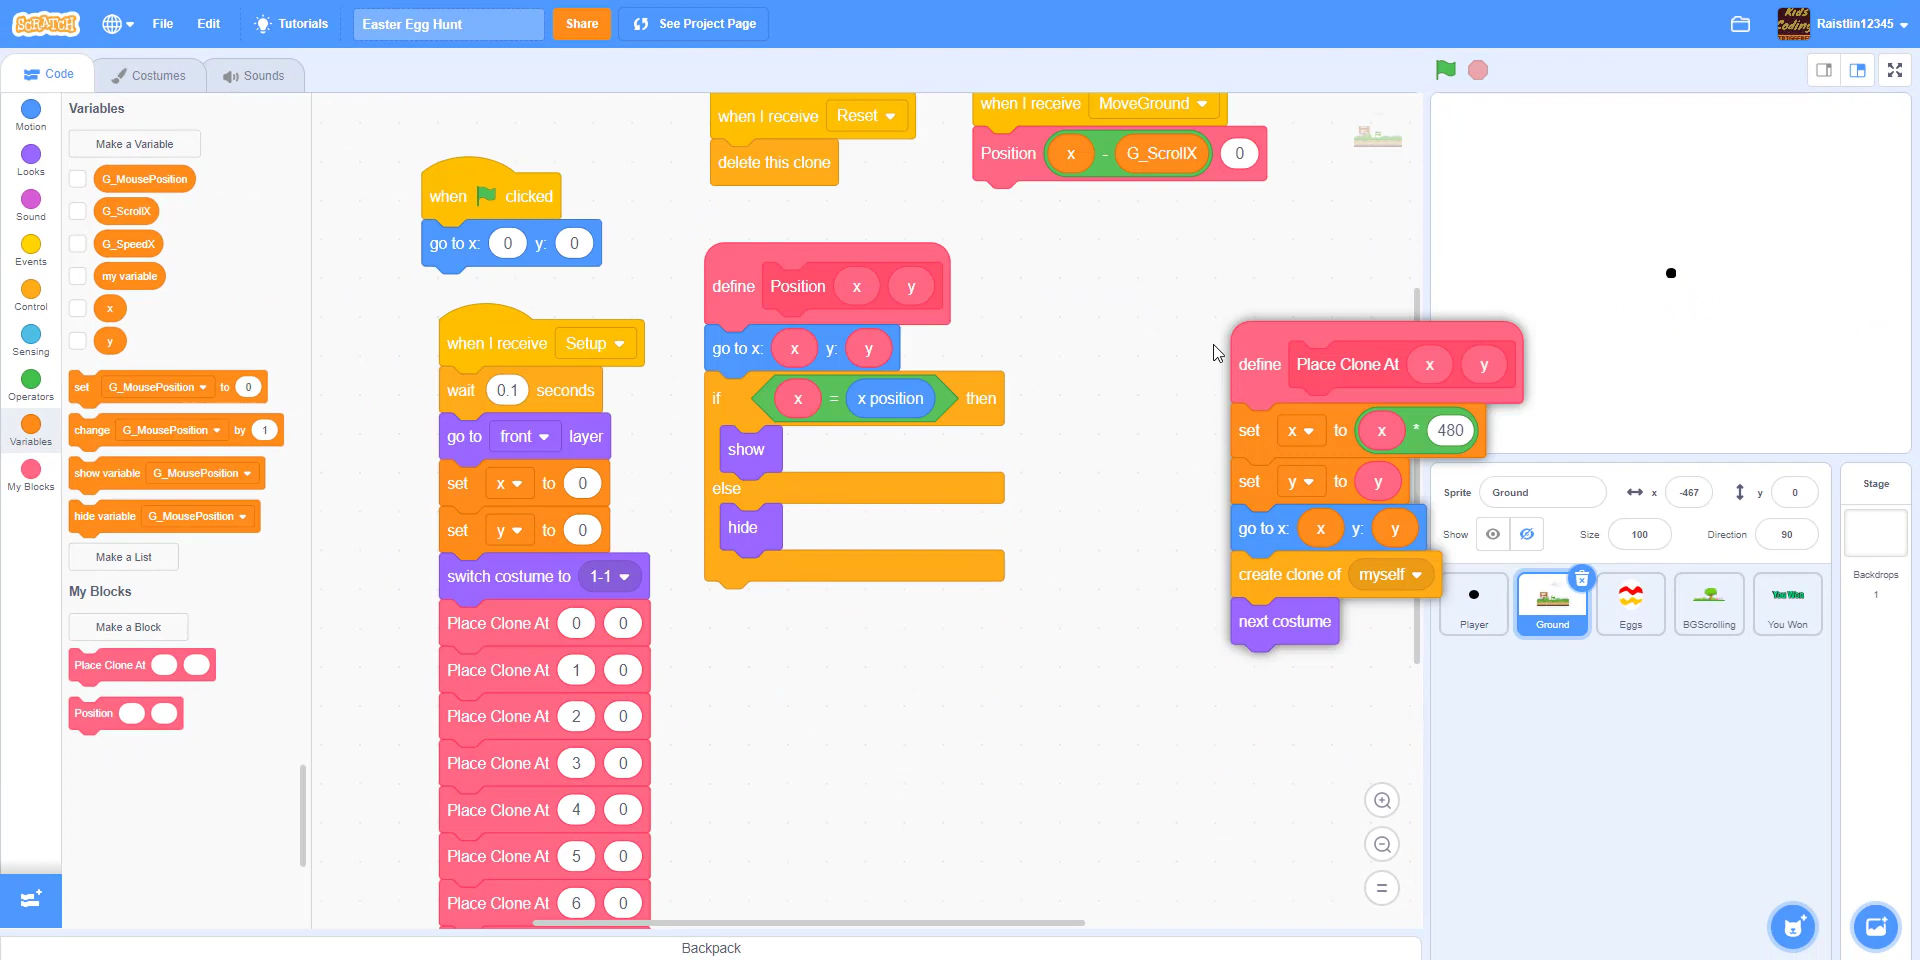 SCRATCH File Edit Tutorials Easter Egg Hunt Share See Project Page Raistlin12345
Code Costumes Sounds
Motion
Looks
Sound
Events
Control
Sensing
Operators
Variables
My Blocks
Variables
Make a Variable
G_MousePosition
G_ScrollX
G_SpeedX
my variable
x
y
set G_MousePosition to 0
change G_MousePosition by 1
show variable G_MousePosition
hide variable G_MousePosition
Make a List
My Blocks
Make a Block
Place Clone At
Position
when clicked
go to x: 0 y: 0
when I receive Setup
wait 0.1 seconds
go to front layer
set x to 0
set y to 0
switch costume to 1-1
Place Clone At 0 0
Place Clone At 1 0
Place Clone At 2 0
Place Clone At 3 0
Place Clone At 4 0
Place Clone At 5 0
Place Clone At 6 0
when I receive Reset
delete this clone
when I receive MoveGround
Position x - G_ScrollX 0
define Position x y
go to x: x y: y
if x = x position then
show
else
hide
define Place Clone At x y
set x to x * 480
set y to y
go to x: x y: y
create clone of myself
next costume
Sprite Ground x -467 y 0
Show Size 100 Direction 90
Player
Ground
Eggs
BGScrolling
You Won
You Won
Stage
Backdrops
1
Backpack